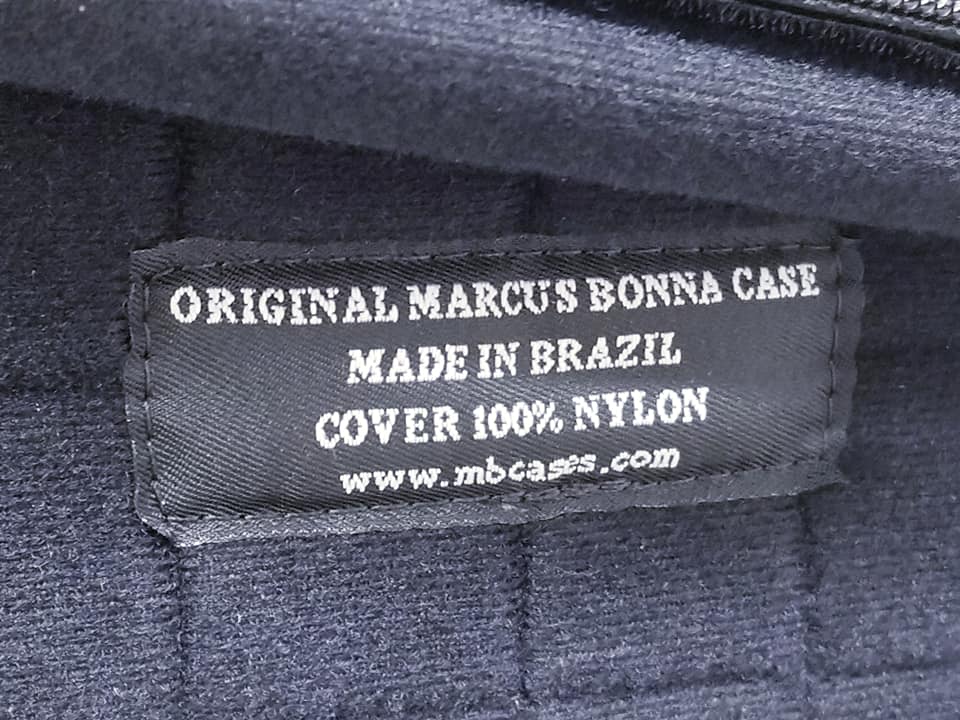 ORIGINAL MARCUS BONNA CASE
MADE IN BRAZIL
COVER 100% NYLON
www.mbcases.com